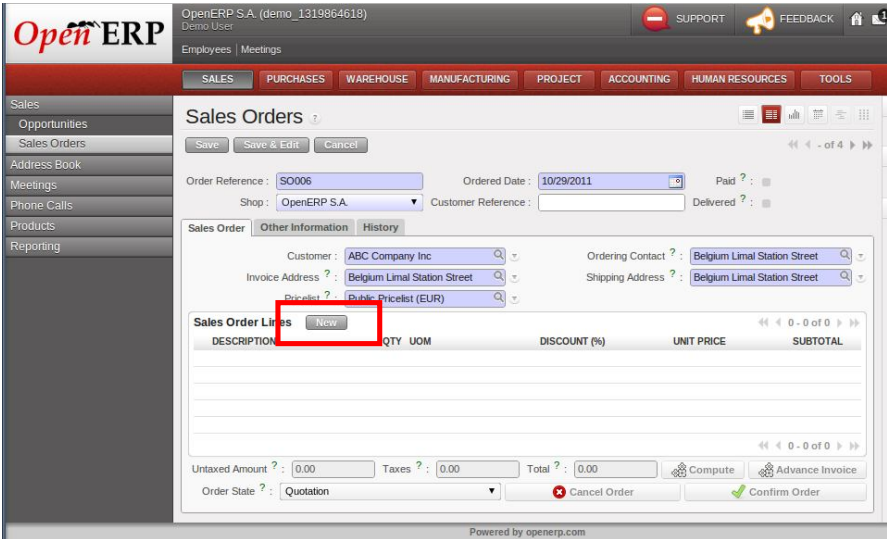 Open ERP
OpenERP S.A. (demo_1319864618)
Demo User
SUPPORT
FEEDBACK
Employees | Meetings
SALES PURCHASES WAREHOUSE MANUFACTURING PROJECT ACCOUNTING HUMAN RESOURCES TOOLS
Sales
Opportunities
Sales Orders
Address Book
Meetings
Phone Calls
Products
Reporting
Sales Orders ?
Save Save & Edit Cancel
- of 4
Order Reference : SO006 Ordered Date : 10/29/2011 Paid ? :
Shop : OpenERP S.A. Customer Reference : Delivered ? :
Sales Order Other Information History
Customer : ABC Company Inc Ordering Contact ? : Belgium Limal Station Street
Invoice Address ? : Belgium Limal Station Street Shipping Address ? : Belgium Limal Station Street
Pricelist ? : Public Pricelist (EUR)
Sales Order Lines New 0 - 0 of 0
DESCRIPTION QTY UOM DISCOUNT (%) UNIT PRICE SUBTOTAL
0 - 0 of 0
Untaxed Amount ? : 0.00 Taxes ? : 0.00 Total ? : 0.00 Compute Advance Invoice
Order State ? : Quotation Cancel Order Confirm Order
Powered by openerp.com